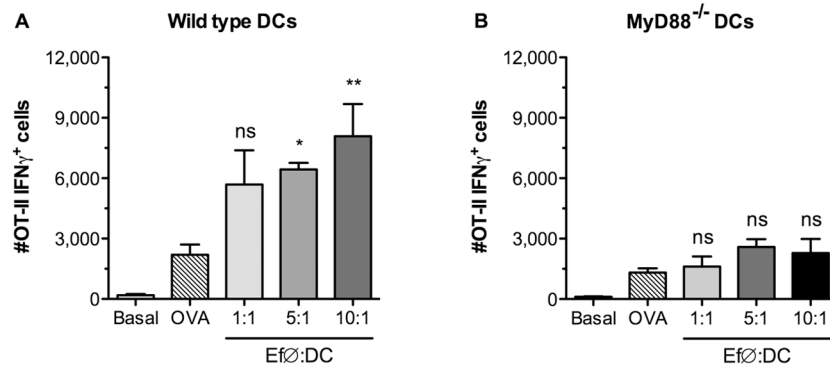 A
Wild type DCs
#OT-II IFNγ+ cells
12,000
9,000
6,000
3,000
0
ns
*
**
Basal OVA 1:1 5:1 10:1
Ef∅:DC
B
MyD88-/- DCs
#OT-II IFNγ+ cells
12,000
9,000
6,000
3,000
0
ns ns ns
Basal OVA 1:1 5:1 10:1
Ef∅:DC